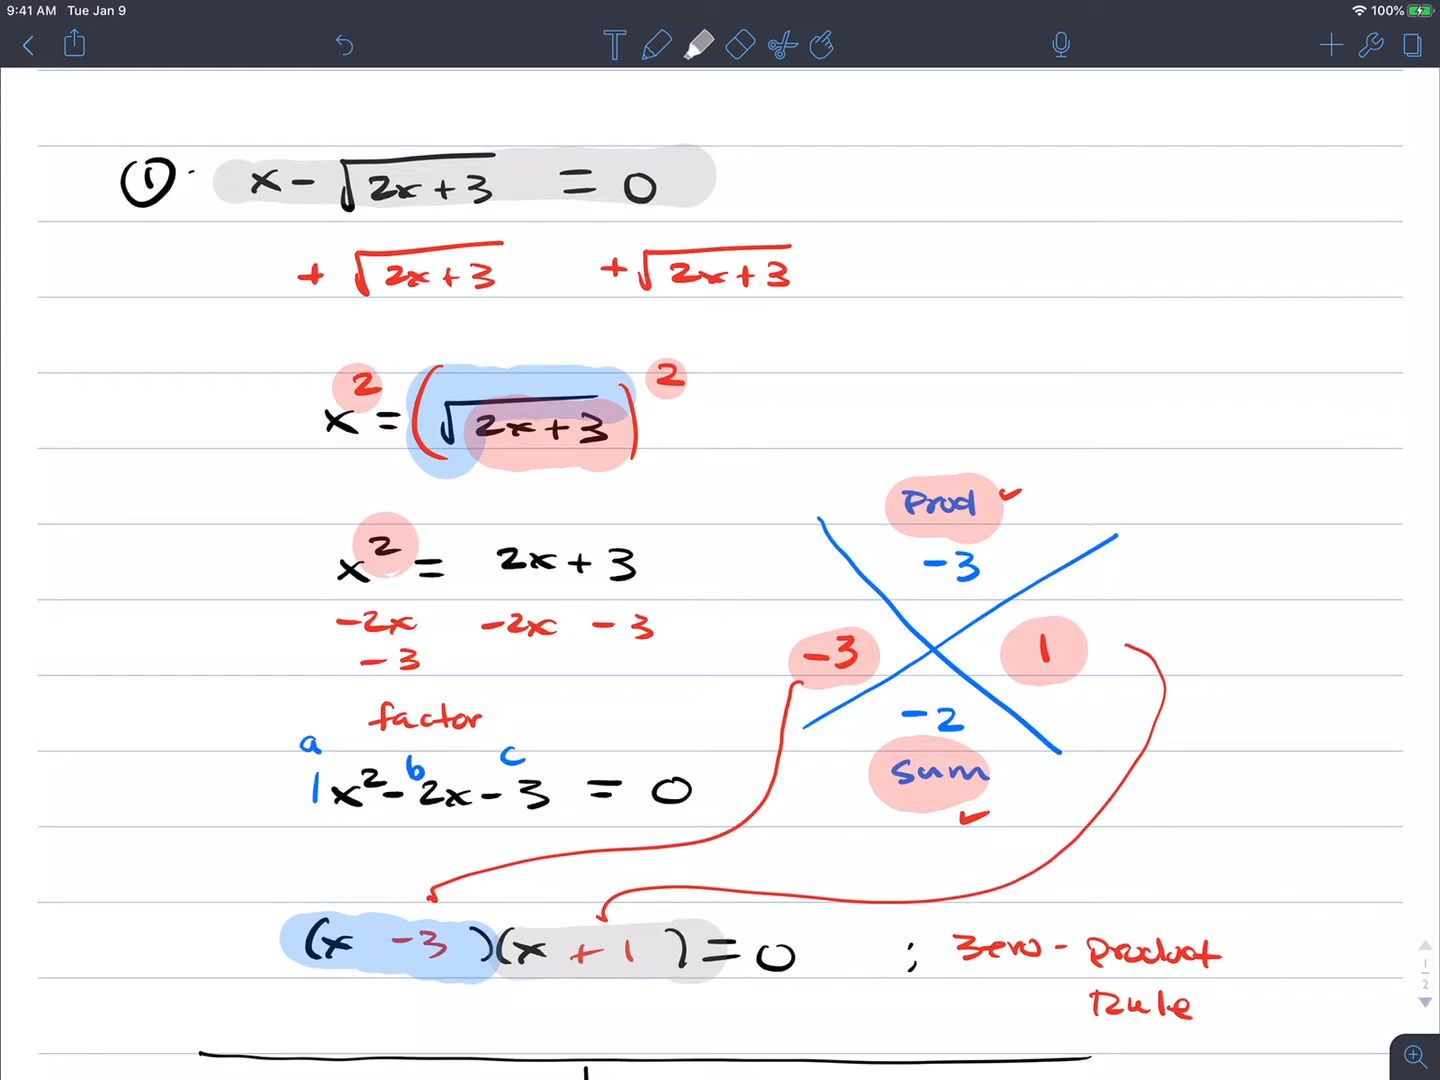 9:41 AM Tue Jan 9 100%
T
①. x - √(2x+3) = 0
+ √(2x+3) + √(2x+3)
x² = (√(2x+3))²
Prod ✓
-3
x² = 2x + 3
-2x -2x - 3
-3
-3 1
-2
sum
✓
factor
a b c
1x² - 2x - 3 = 0
(x -3)(x + 1) = 0 ; Zero-Product
Rule
1
2